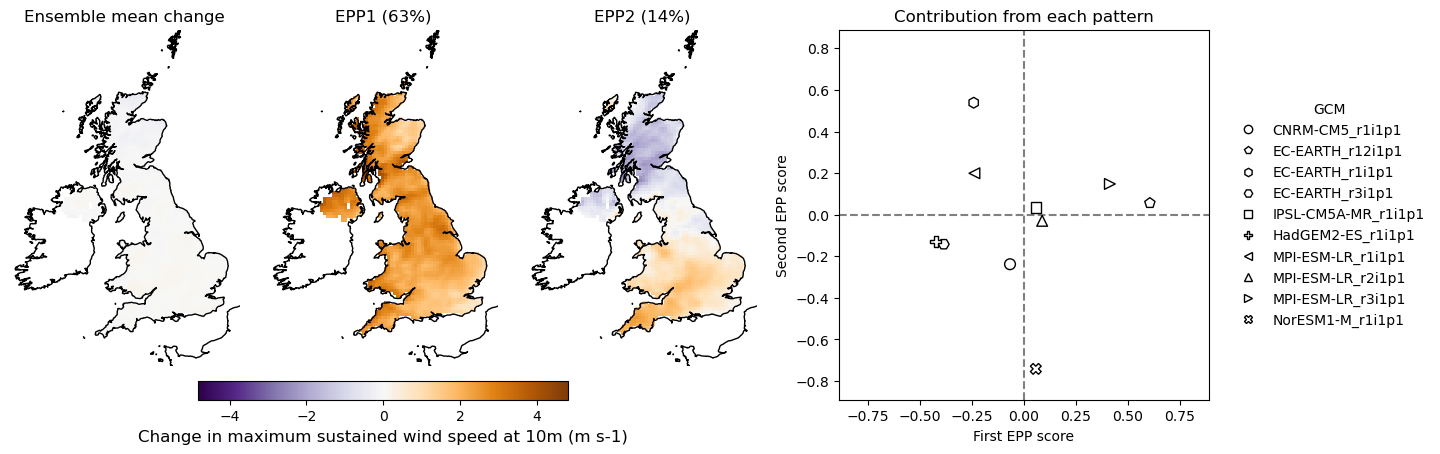 Ensemble mean change
EPP1 (63%)
EPP2 (14%)
−4 −2 0 2 4
Change in maximum sustained wind speed at 10m (m s-1)
Contribution from each pattern
Second EPP score
0.8
0.6
0.4
0.2
0.0
−0.2
−0.4
−0.6
−0.8
−0.75 −0.50 −0.25 0.00 0.25 0.50 0.75
First EPP score
GCM
CNRM-CM5_r1i1p1
EC-EARTH_r12i1p1
EC-EARTH_r1i1p1
EC-EARTH_r3i1p1
IPSL-CM5A-MR_r1i1p1
HadGEM2-ES_r1i1p1
MPI-ESM-LR_r1i1p1
MPI-ESM-LR_r2i1p1
MPI-ESM-LR_r3i1p1
NorESM1-M_r1i1p1